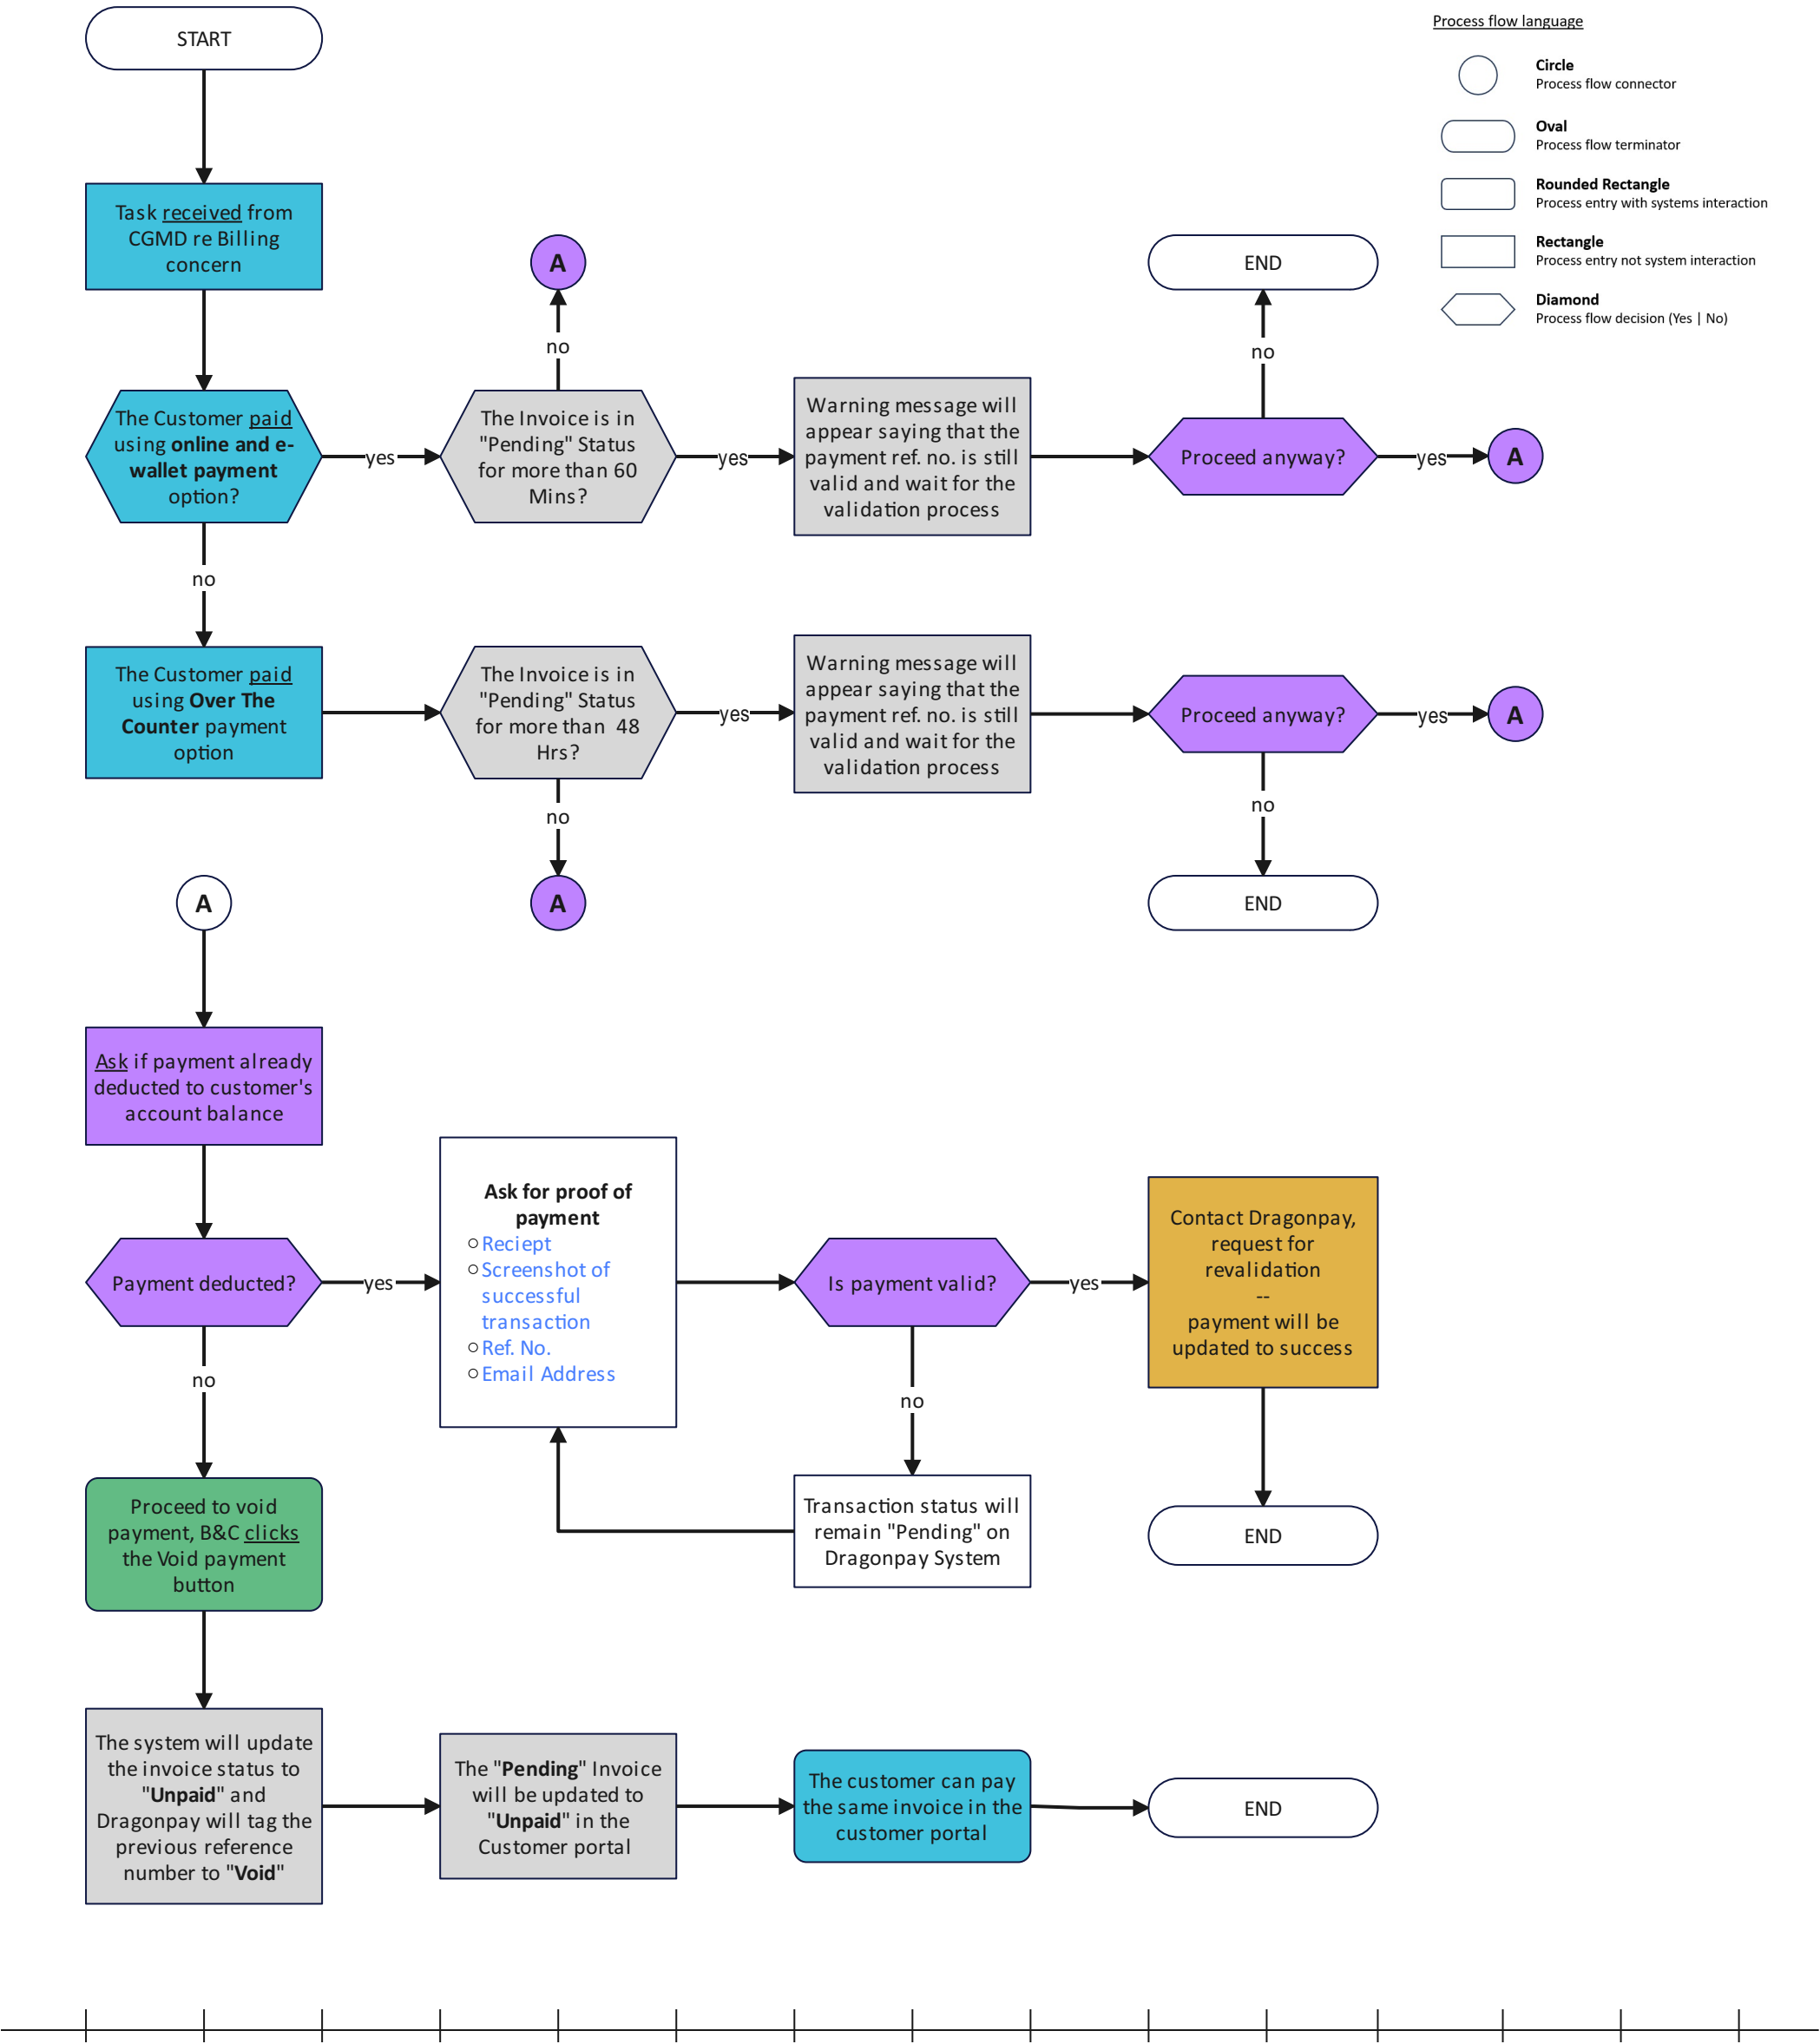 START
Process flow language
Circle
Process flow connector
Oval
Process flow terminator
Rounded Rectangle
Process entry with systems interaction
Rectangle
Process entry not system interaction
Diamond
Process flow decision (Yes | No)
Task received from
CGMD re Billing
concern
A
END
no
no
The Customer paid
using online and e-
wallet payment
option?
yes
The Invoice is in
"Pending" Status
for more than 60
Mins?
yes
Warning message will
appear saying that the
payment ref. no. is still
valid and wait for the
validation process
Proceed anyway?
yes
A
no
The Customer paid
using Over The
Counter payment
option
The Invoice is in
"Pending" Status
for more than  48
Hrs?
yes
Warning message will
appear saying that the
payment ref. no. is still
valid and wait for the
validation process
Proceed anyway?
yes
A
no
no
A
A
END
Ask if payment already
deducted to customer's
account balance
Payment deducted?
yes
Ask for proof of
payment
○ Reciept
○ Screenshot of
successful
transaction
○ Ref. No.
○ Email Address
Is payment valid?
yes
Contact Dragonpay,
request for
revalidation
--
payment will be
updated to success
no
no
Proceed to void
payment, B&C clicks
the Void payment
button
Transaction status will
remain "Pending" on
Dragonpay System
END
The system will update
the invoice status to
"Unpaid" and
Dragonpay will tag the
previous reference
number to "Void"
The "Pending" Invoice
will be updated to
"Unpaid" in the
Customer portal
The customer can pay
the same invoice in the
customer portal
END